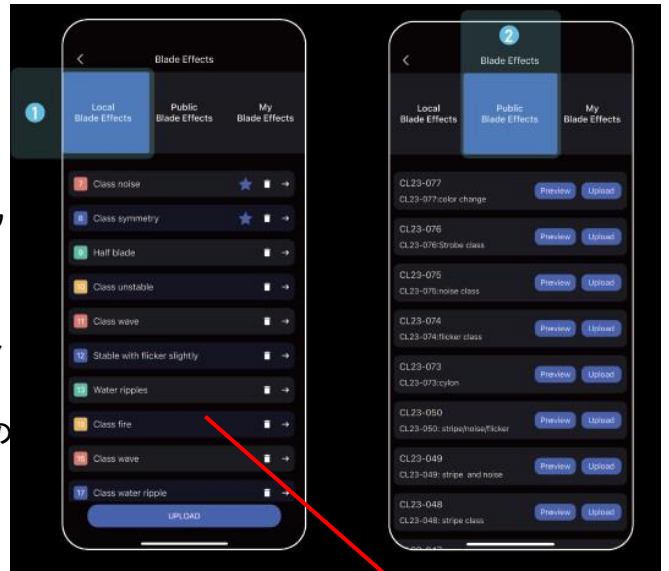 1
Blade Effects
Local
Blade Effects
Public
Blade Effects
My
Blade Effects
7 Class noise
8 Class symmetry
9 Half blade
10 Class unstable
11 Class wave
12 Stable with flicker slightly
13 Water ripples
Class fire
16 Class wave
17 Class water ripple
UPLOAD
の
2
Blade Effects
Local
Blade Effects
Public
Blade Effects
My
Blade Effects
CL23-077
CL23-077:color change
Preview Upload
CL23-076
CL23-076:Strobe class
Preview Upload
CL23-075
CL23-075:noise class
Preview Upload
CL23-074
CL23-074:flicker class
Preview Upload
CL23-073
CL23-073:cylon
Preview Upload
CL23-050
CL23-050: stripe/noise/flicker
Preview Upload
CL23-049
CL23-049: stripe and noise
Preview Upload
CL23-048
CL23-048: stripe class
Preview Upload